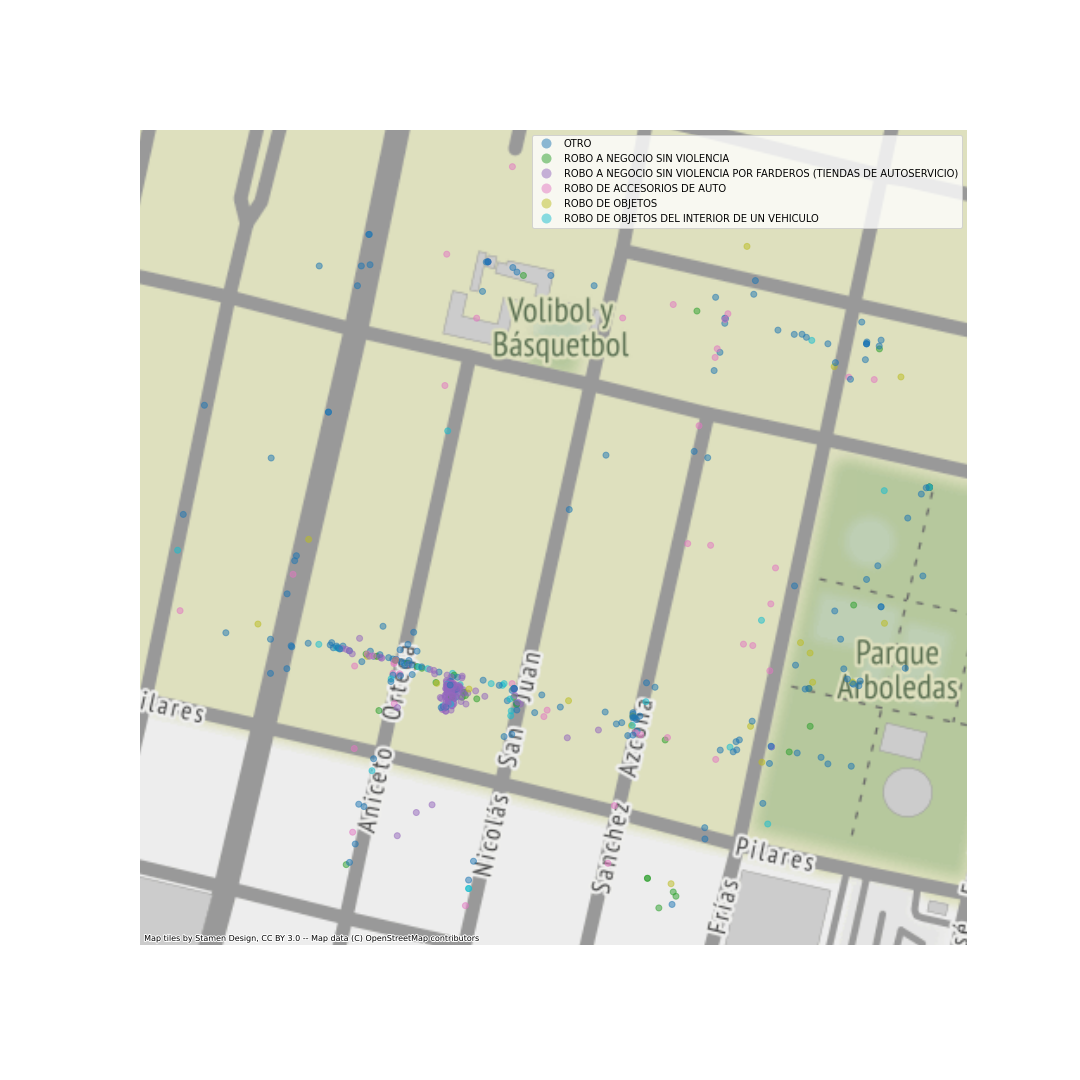 OTRO
ROBO A NEGOCIO SIN VIOLENCIA
ROBO A NEGOCIO SIN VIOLENCIA POR FARDEROS (TIENDAS DE AUTOSERVICIO)
ROBO DE ACCESORIOS DE AUTO
ROBO DE OBJETOS
ROBO DE OBJETOS DEL INTERIOR DE UN VEHICULO
Volibol y
Básquetbol
Parque
Arboledas
ilares
Aniceto Ortega
Nicolás San Juan
Sanchez Azcona
Frias
Pilares
Map tiles by Stamen Design, CC BY 3.0 -- Map data (C) OpenStreetMap contributors